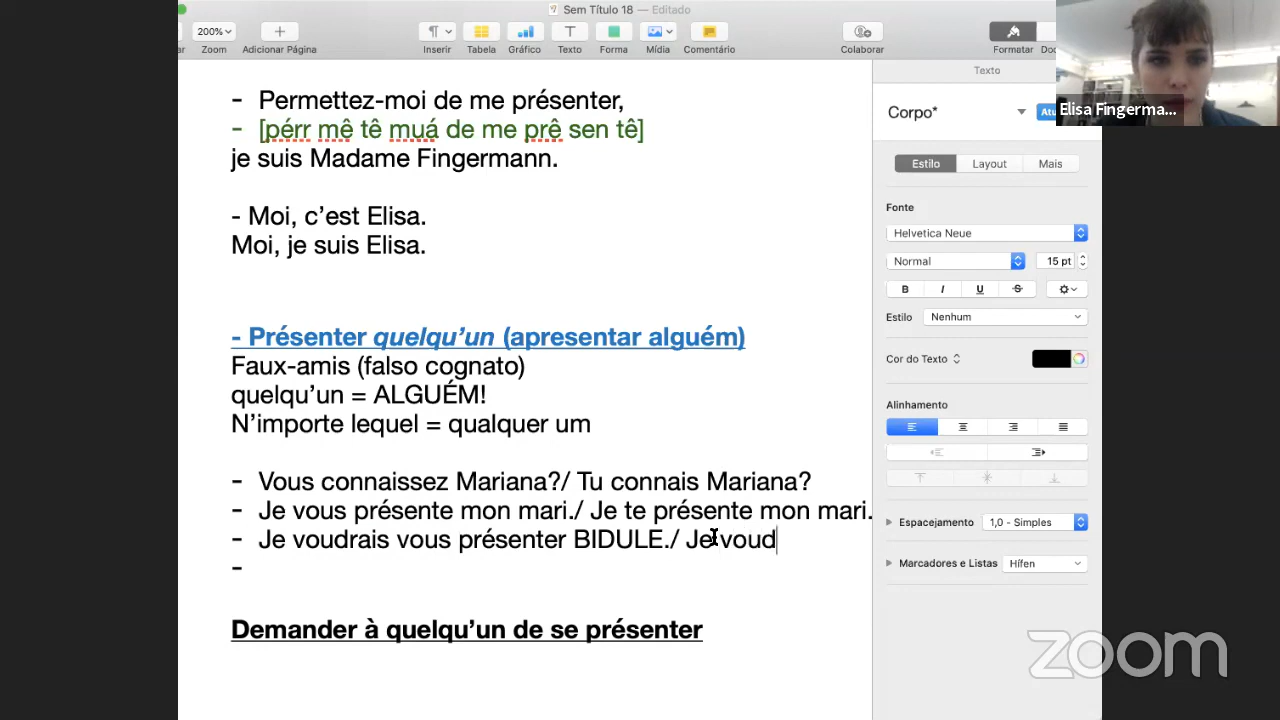 Sem Título 18 — Editado
200%
Zoom
Adicionar Página
Inserir
Tabela
Gráfico
Texto
Forma
Mídia
Comentário
Colaborar
Formatar
Elisa Fingerma...
- Permettez-moi de me présenter,
- [pérr mê tê muá de me prê sen tê]
je suis Madame Fingermann.
- Moi, c’est Elisa.
Moi, je suis Elisa.
- Présenter quelqu’un (apresentar alguém)
Faux-amis (falso cognato)
quelqu’un = ALGUÉM!
N’importe lequel = qualquer um
- Vous connaissez Mariana?/ Tu connais Mariana?
- Je vous présente mon mari./ Je te présente mon mari.
- Je voudrais vous présenter BIDULE./ Je voud
-
Demander à quelqu’un de se présenter
Texto
Corpo*
Estilo
Layout
Mais
Fonte
Helvetica Neue
Normal
15 pt
B I U S
Estilo
Nenhum
Cor do Texto
Alinhamento
Espacejamento
1,0 - Simples
Marcadores e Listas
Hífen
zoom